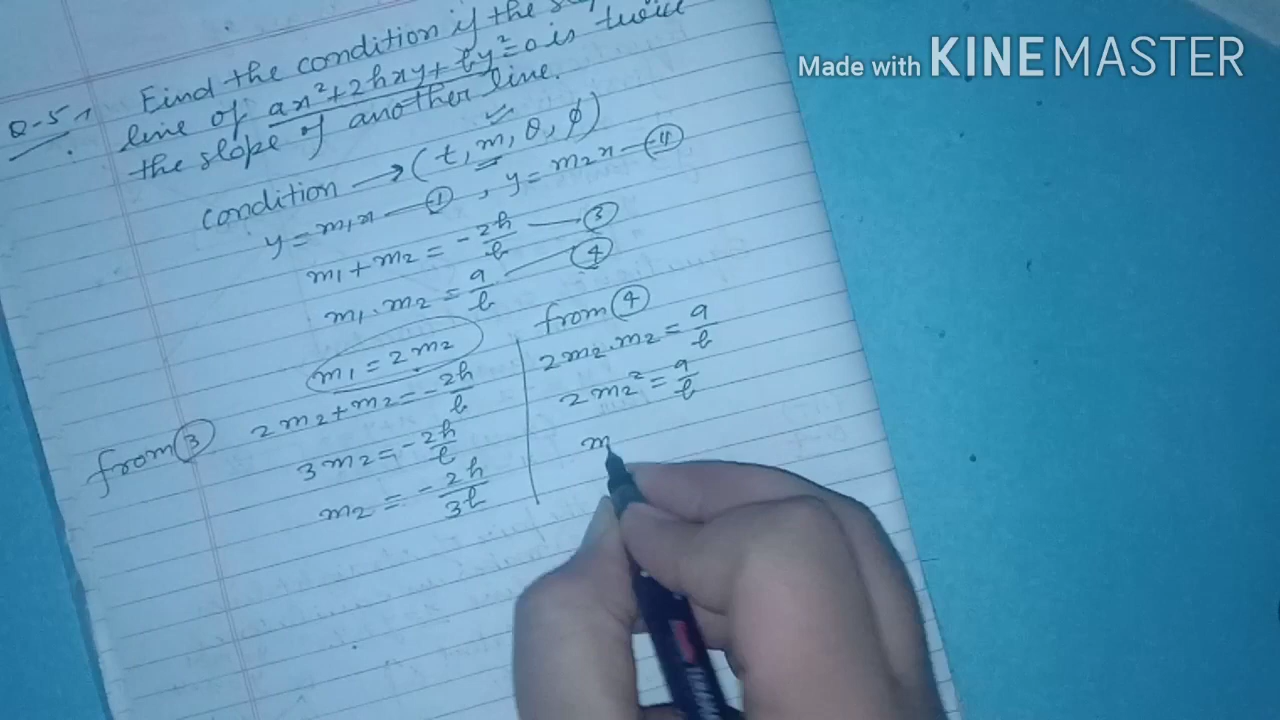 Made with KINEMASTER
Q-5, Find the condition if the
line of ax²+2hxy+by²=0 is twice
the slope of another line.
condition → (t, m, θ, ϕ)
y = m₁x —①, y = m₂x —⑪
m₁ + m₂ = -2h/b —③
m₁.m₂ = a/b —④
m₁ = 2m₂
from ③ 2m₂+m₂ = -2h/b
3m₂ = -2h/b
m₂ = -2h/3b
from ④
2m₂.m₂ = a/b
2m₂² = a/b
m